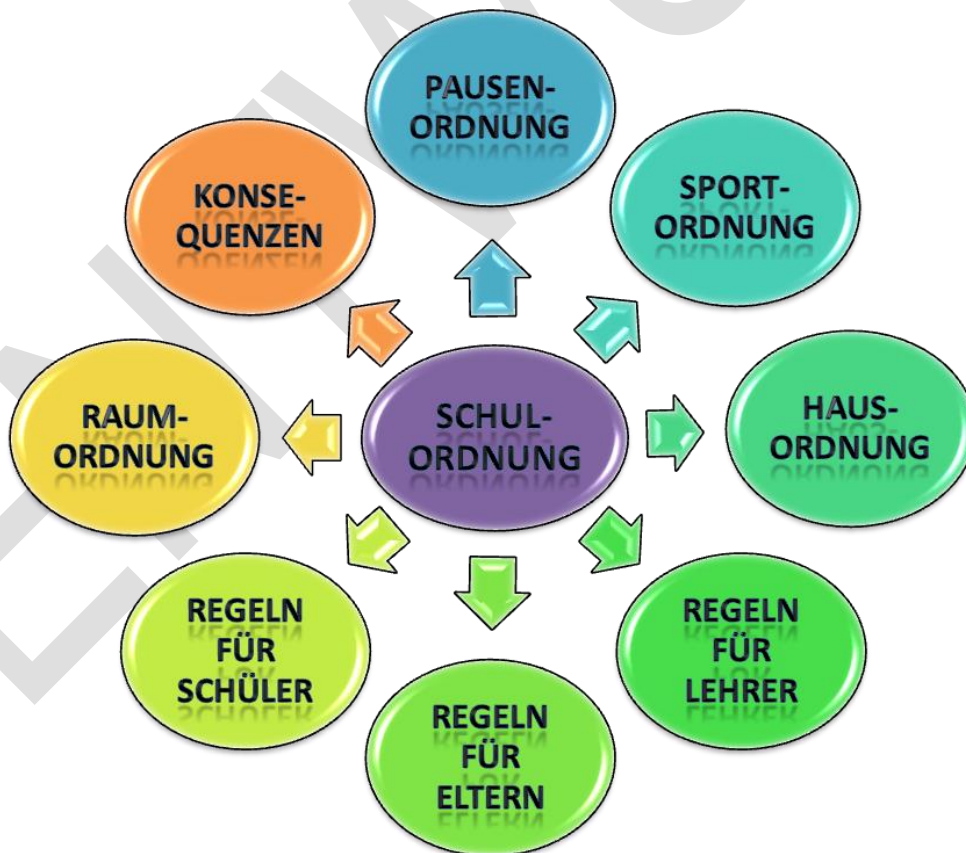 PAUSEN-
ORDNUNG
SPORT-
ORDNUNG
HAUS-
ORDNUNG
REGELN
FÜR
LEHRER
REGELN
FÜR
ELTERN
REGELN
FÜR
SCHÜLER
RAUM-
ORDNUNG
KONSE-
QUENZEN
SCHUL-
ORDNUNG